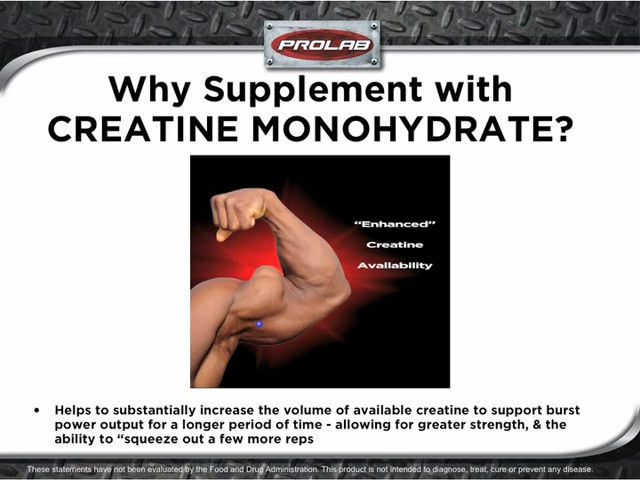 PROLAB
Why Supplement with
CREATINE MONOHYDRATE?
“Enhanced”
Creatine
Availability
• Helps to substantially increase the volume of available creatine to support burst
power output for a longer period of time - allowing for greater strength, & the
ability to “squeeze out a few more reps
These statements have not been evaluated by the Food and Drug Administration. This product is not intended to diagnose, treat, cure or prevent any disease.